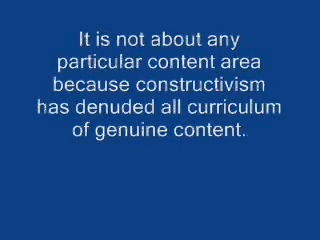 It is not about any
particular content area
because constructivism
has denuded all curriculum
of genuine content.